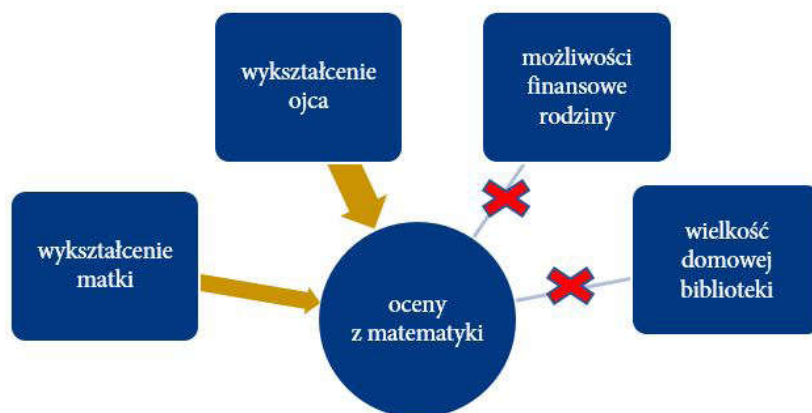 wykształcenie
ojca
możliwości
finansowe
rodziny
wykształcenie
matki
wielkość
domowej
biblioteki
oceny
z matematyki